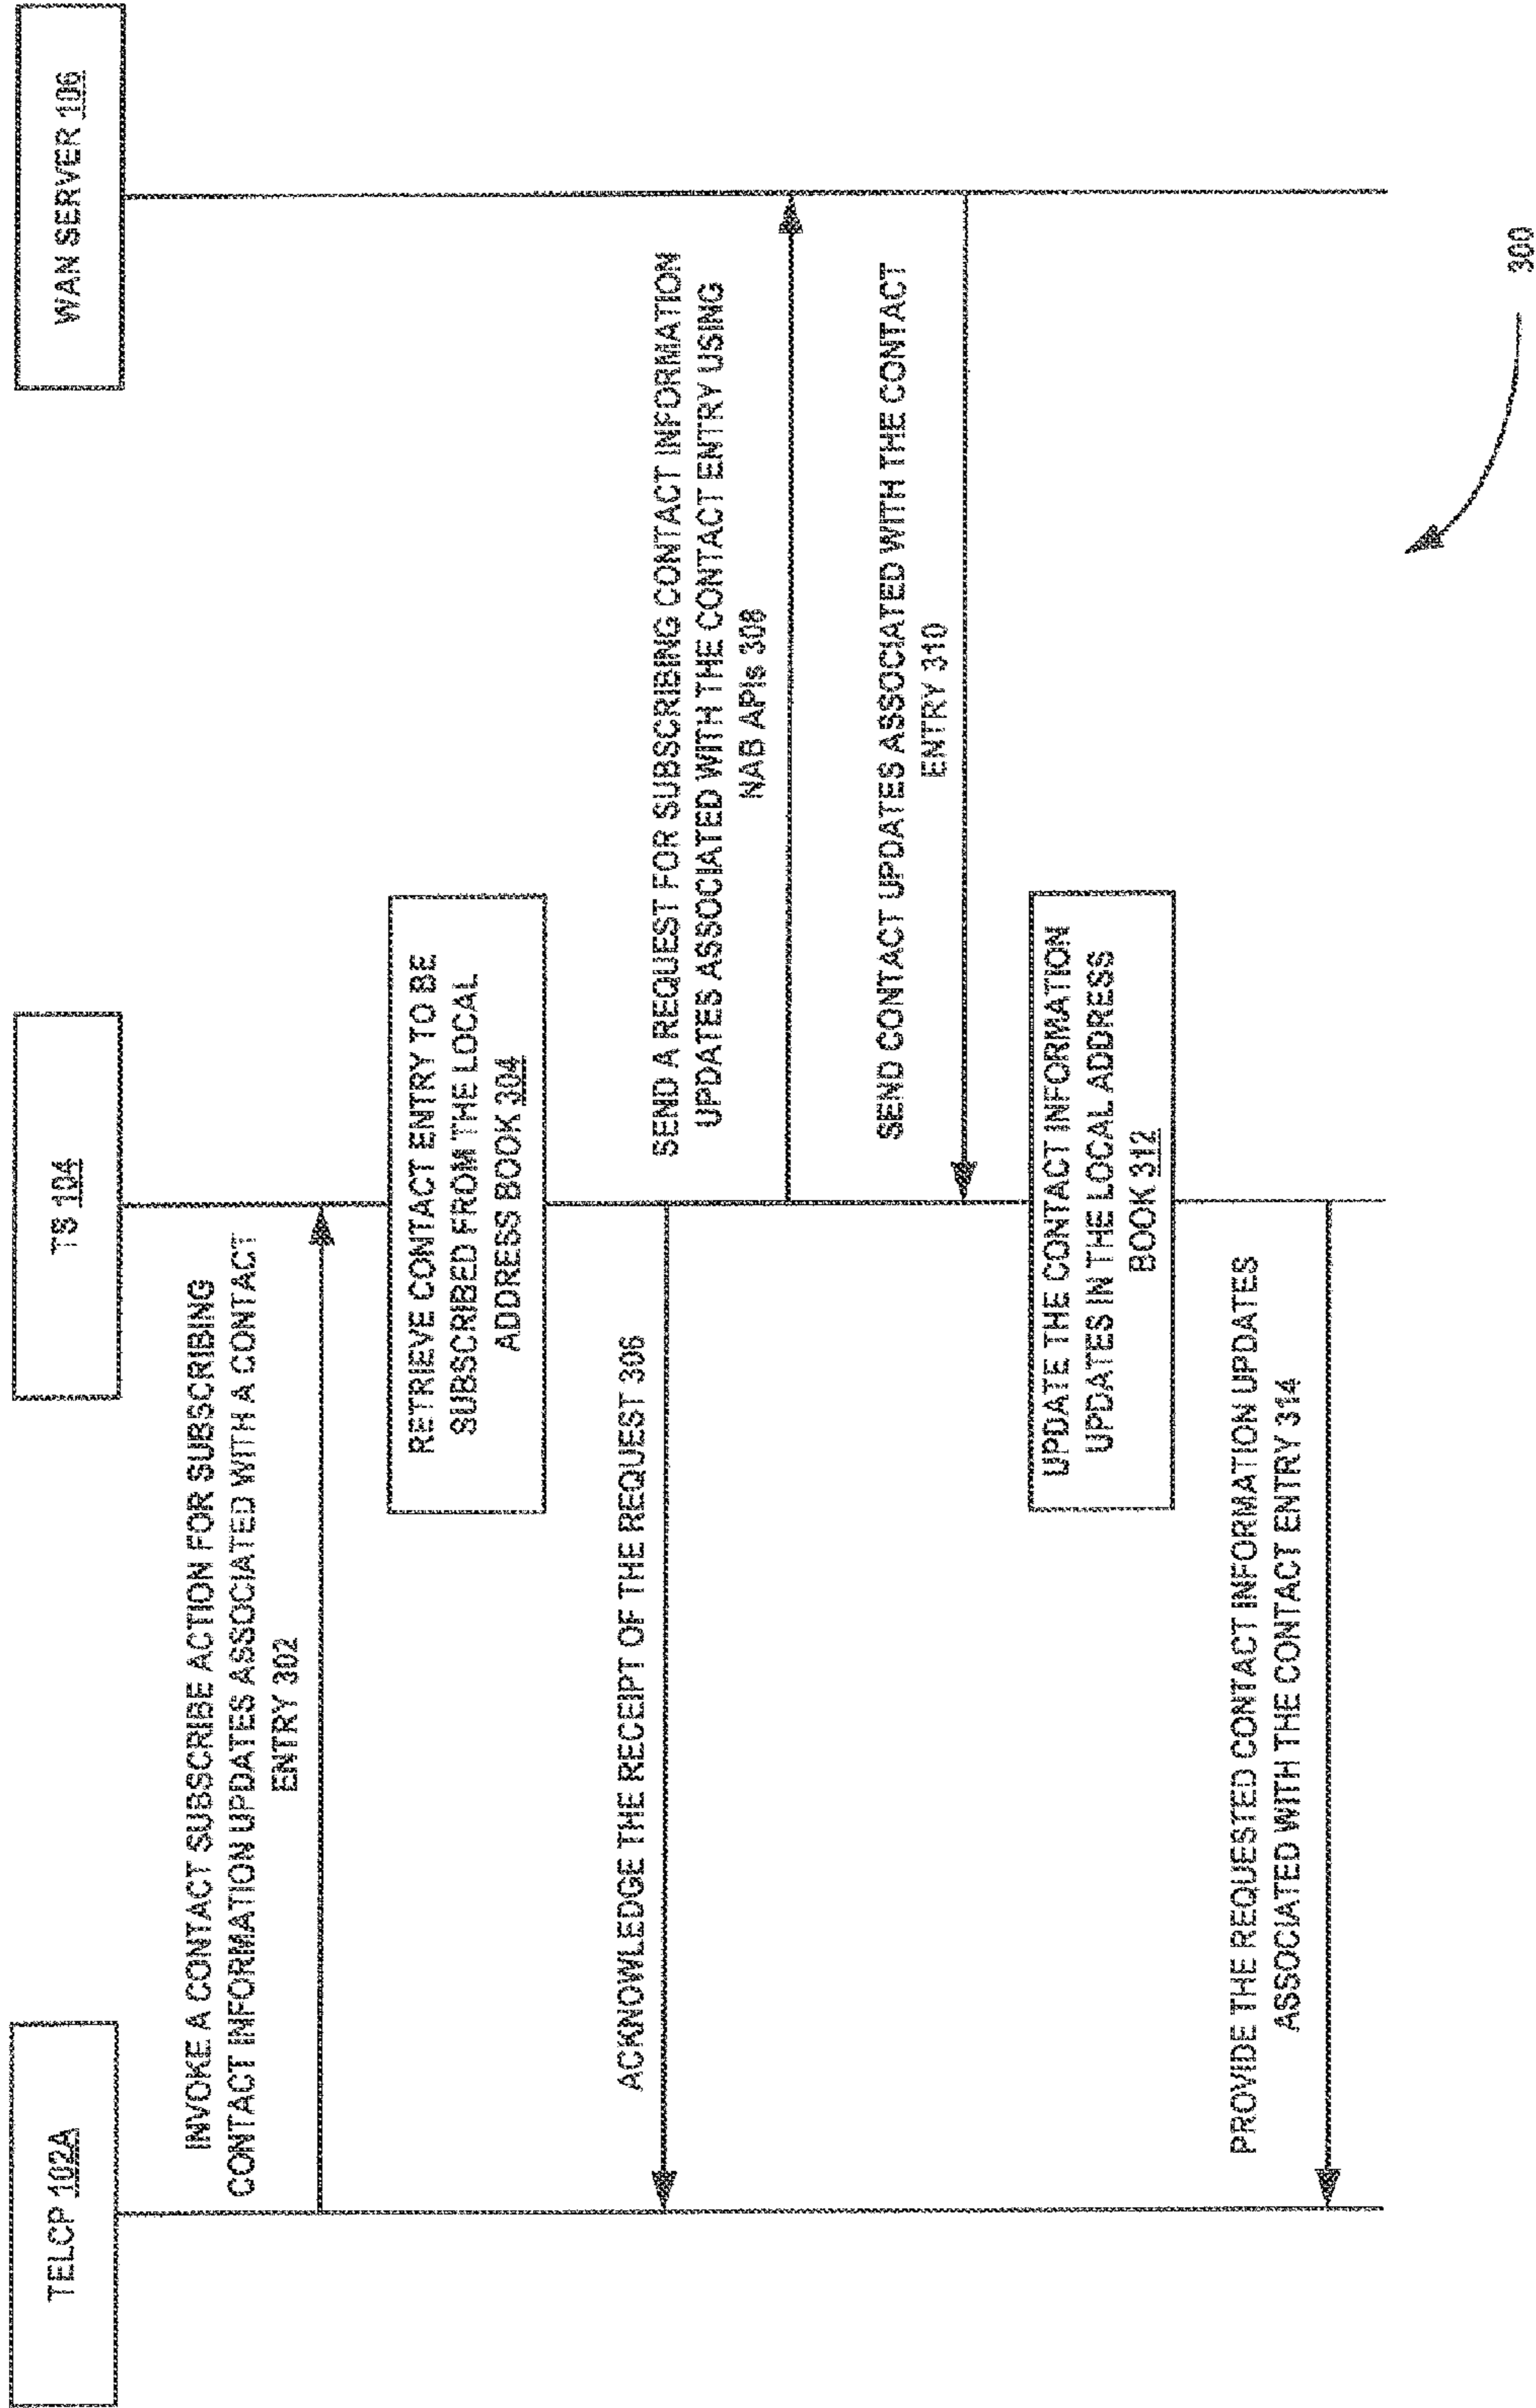 TELCP 102A
TS 104
WAN SERVER 106
INVOKE A CONTACT SUBSCRIBE ACTION FOR SUBSCRIBING
CONTACT INFORMATION UPDATES ASSOCIATED WITH A CONTACT
ENTRY 302
RETRIEVE CONTACT ENTRY TO BE
SUBSCRIBED FROM THE LOCAL
ADDRESS BOOK 304
ACKNOWLEDGE THE RECEIPT OF THE REQUEST 306
SEND A REQUEST FOR SUBSCRIBING CONTACT INFORMATION
UPDATES ASSOCIATED WITH THE CONTACT ENTRY USING
NAB APIs 308
SEND CONTACT UPDATES ASSOCIATED WITH THE CONTACT
ENTRY 310
UPDATE THE CONTACT INFORMATION
UPDATES IN THE LOCAL ADDRESS
BOOK 312
PROVIDE THE REQUESTED CONTACT INFORMATION UPDATES
ASSOCIATED WITH THE CONTACT ENTRY 314
300